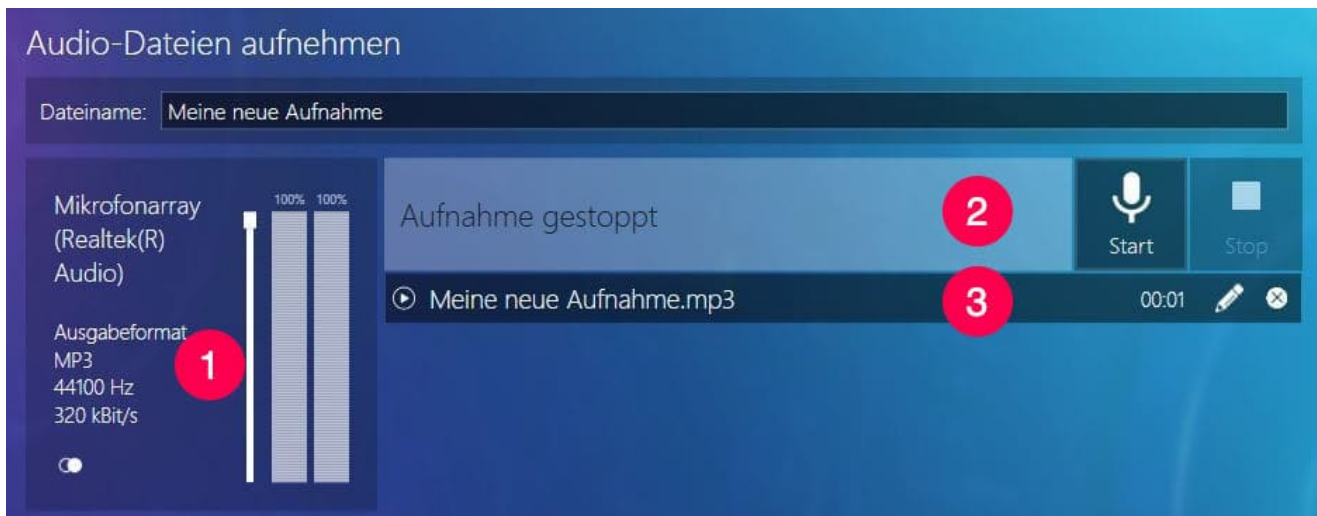 Audio-Dateien aufnehmen
Dateiname: Meine neue Aufnahme
Mikrofonarray
(Realtek(R)
Audio)
100% 100%
Ausgabeformat
MP3
44100 Hz
320 kBit/s
1
Aufnahme gestoppt
2
Start
Stop
Meine neue Aufnahme.mp3
3
00:01